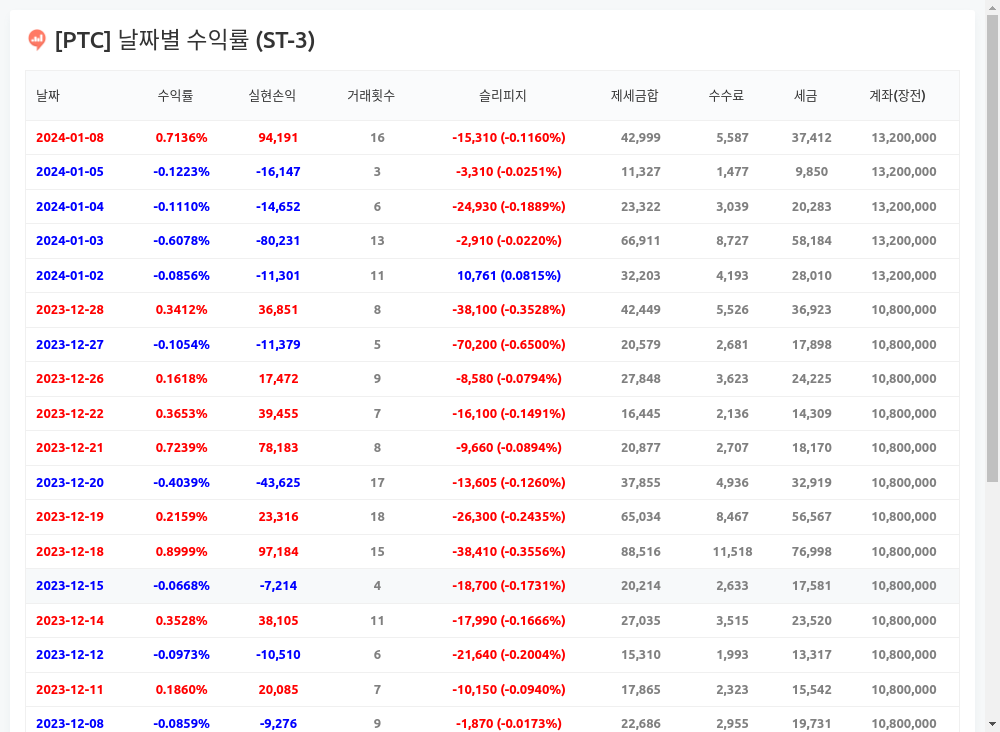 [PTC] 날짜별 수익률 (ST-3)
날짜 수익률 실현손익 거래횟수 슬리피지 제세금합 수수료 세금 계좌(장전)
2024-01-08 0.7136% 94,191 16 -15,310 (-0.1160%) 42,999 5,587 37,412 13,200,000
2024-01-05 -0.1223% -16,147 3 -3,310 (-0.0251%) 11,327 1,477 9,850 13,200,000
2024-01-04 -0.1110% -14,652 6 -24,930 (-0.1889%) 23,322 3,039 20,283 13,200,000
2024-01-03 -0.6078% -80,231 13 -2,910 (-0.0220%) 66,911 8,727 58,184 13,200,000
2024-01-02 -0.0856% -11,301 11 10,761 (0.0815%) 32,203 4,193 28,010 13,200,000
2023-12-28 0.3412% 36,851 8 -38,100 (-0.3528%) 42,449 5,526 36,923 10,800,000
2023-12-27 -0.1054% -11,379 5 -70,200 (-0.6500%) 20,579 2,681 17,898 10,800,000
2023-12-26 0.1618% 17,472 9 -8,580 (-0.0794%) 27,848 3,623 24,225 10,800,000
2023-12-22 0.3653% 39,455 7 -16,100 (-0.1491%) 16,445 2,136 14,309 10,800,000
2023-12-21 0.7239% 78,183 8 -9,660 (-0.0894%) 20,877 2,707 18,170 10,800,000
2023-12-20 -0.4039% -43,625 17 -13,605 (-0.1260%) 37,855 4,936 32,919 10,800,000
2023-12-19 0.2159% 23,316 18 -26,300 (-0.2435%) 65,034 8,467 56,567 10,800,000
2023-12-18 0.8999% 97,184 15 -38,410 (-0.3556%) 88,516 11,518 76,998 10,800,000
2023-12-15 -0.0668% -7,214 4 -18,700 (-0.1731%) 20,214 2,633 17,581 10,800,000
2023-12-14 0.3528% 38,105 11 -17,990 (-0.1666%) 27,035 3,515 23,520 10,800,000
2023-12-12 -0.0973% -10,510 6 -21,640 (-0.2004%) 15,310 1,993 13,317 10,800,000
2023-12-11 0.1860% 20,085 7 -10,150 (-0.0940%) 17,865 2,323 15,542 10,800,000
2023-12-08 -0.0859% -9,276 9 -1,870 (-0.0173%) 22,686 2,955 19,731 10,800,000